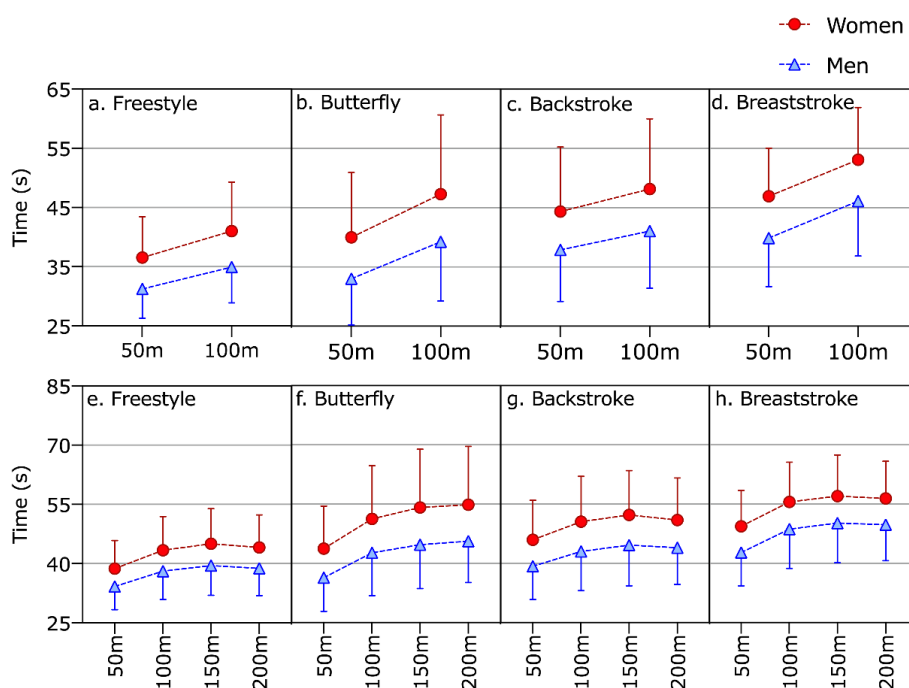 Women
Men
65
55
45
35
25
Time (s)
a. Freestyle
b. Butterfly
c. Backstroke
d. Breaststroke
50m 100m 50m 100m 50m 100m 50m 100m
85
70
55
40
25
Time (s)
e. Freestyle
f. Butterfly
g. Backstroke
h. Breaststroke
50m 100m 150m 200m 50m 100m 150m 200m 50m 100m 150m 200m 50m 100m 150m 200m